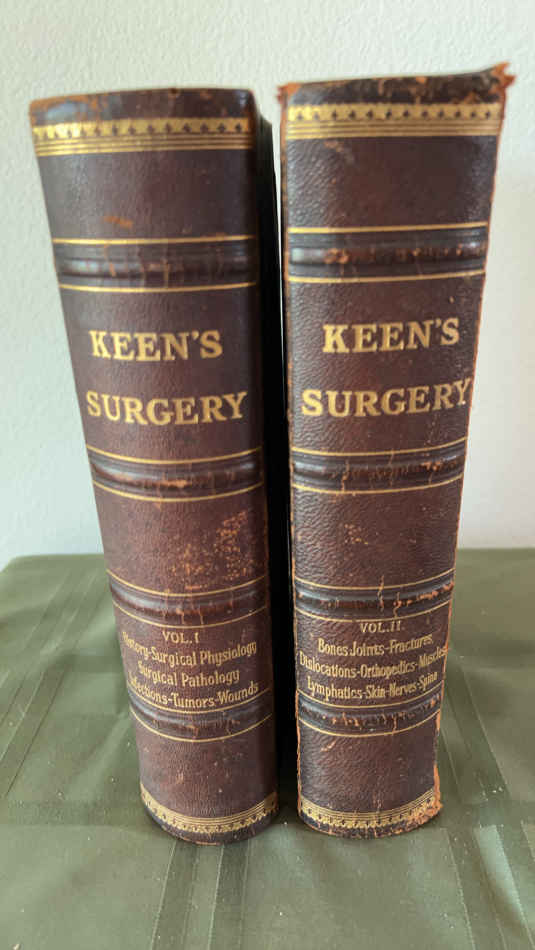 KEEN'S
SURGERY
VOL. I
History-Surgical Physiology
Surgical Pathology
Infections-Tumors-Wounds
KEEN'S
SURGERY
VOL. II.
Bones, Joints-Fractures,
Dislocations-Orthopedics-Muscles
Lymphatics-Skin-Nerves-Spine